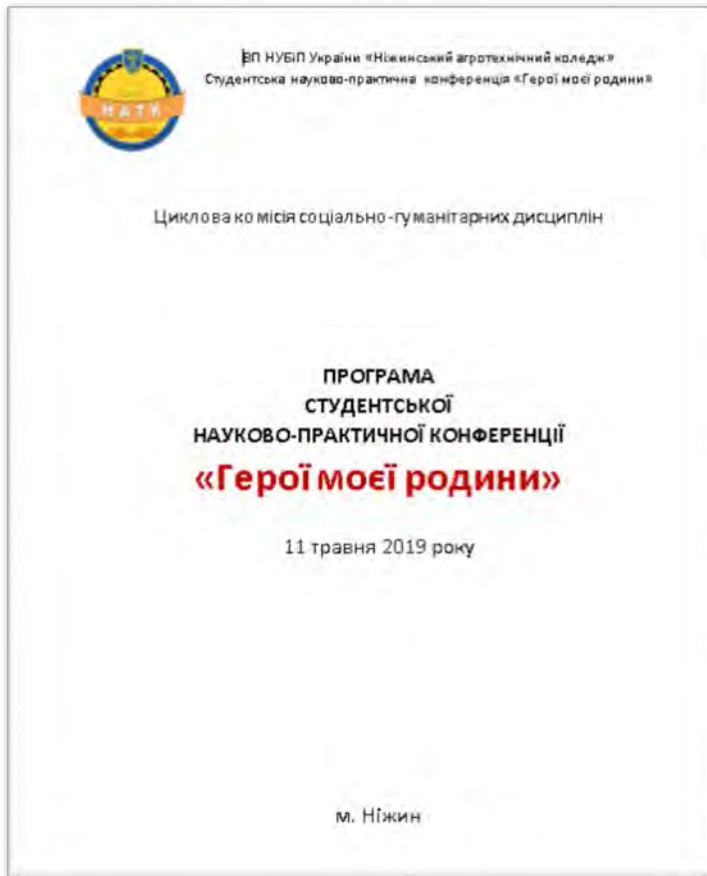 ВП НУБіП України «Ніжинський агротехнічний коледж»
Студентська науково-практична конференція «Герої моєї родини»
НАТК
Циклова комісія соціально-гуманітарних дисциплін
ПРОГРАМА
СТУДЕНТСЬКОЇ
НАУКОВО-ПРАКТИЧНОЇ КОНФЕРЕНЦІЇ
«Герої моєї родини»
11 травня 2019 року
м. Ніжин